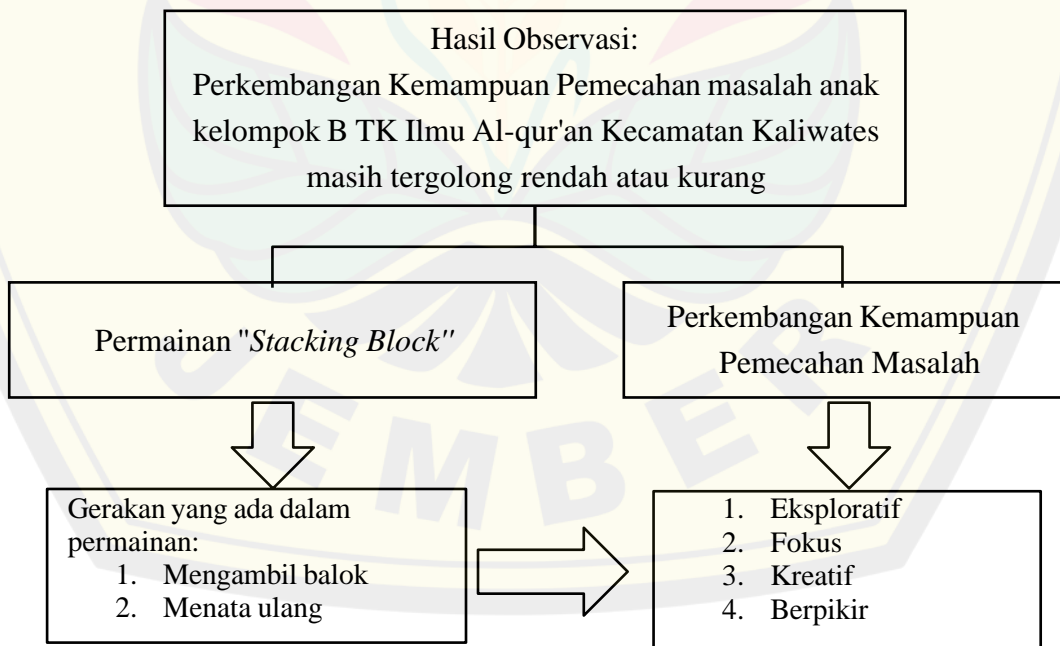 Hasil Observasi:
Perkembangan Kemampuan Pemecahan masalah anak
kelompok B TK Ilmu Al-qur'an Kecamatan Kaliwates
masih tergolong rendah atau kurang
Permainan "Stacking Block"
Perkembangan Kemampuan
Pemecahan Masalah
Gerakan yang ada dalam
permainan:
1. Mengambil balok
2. Menata ulang
1. Eksploratif
2. Fokus
3. Kreatif
4. Berpikir
JEMBER